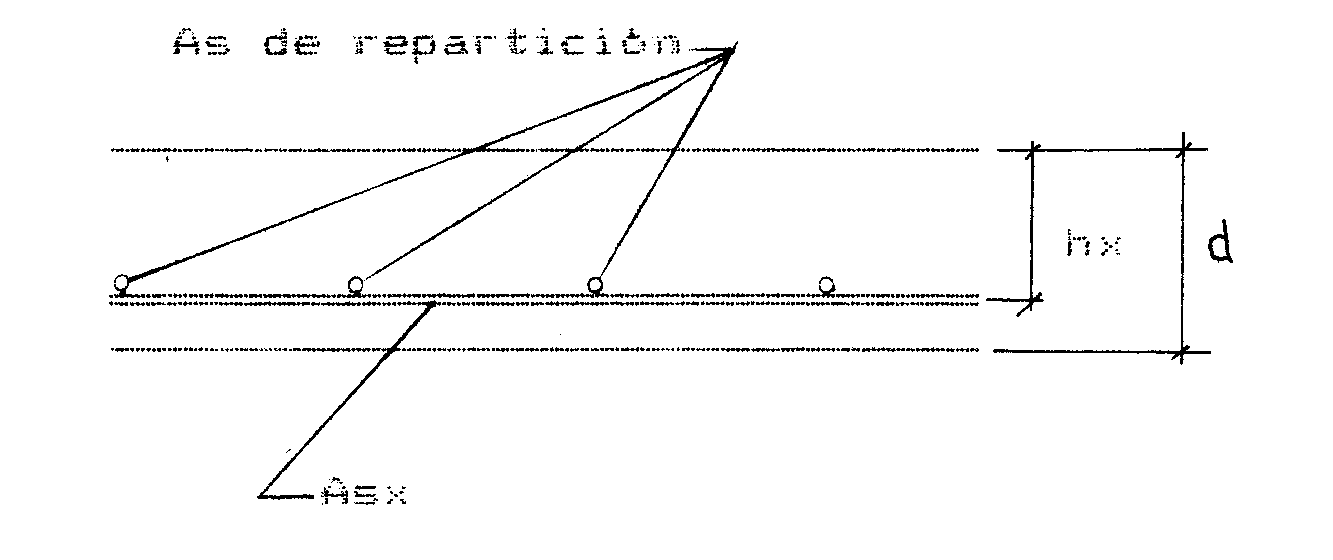 As de repartición
hx
d
Asx